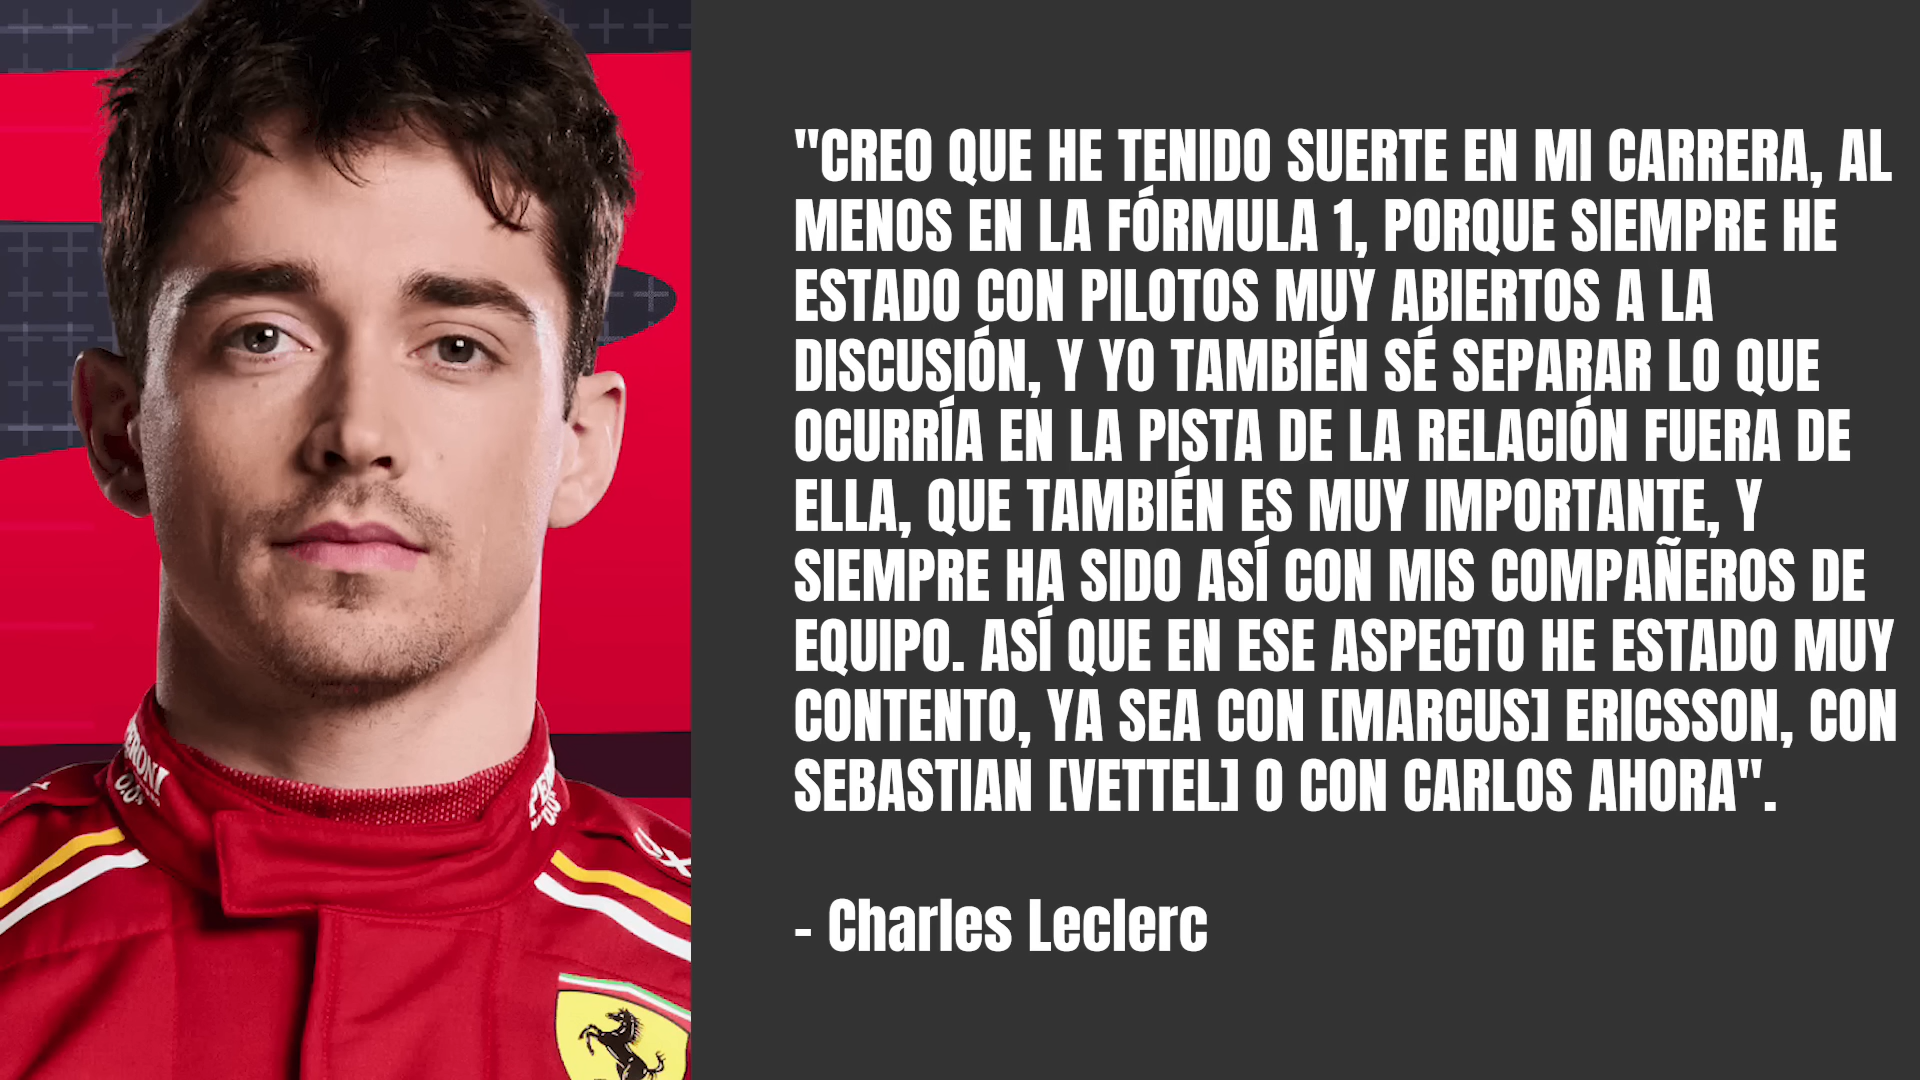 "CREO QUE HE TENIDO SUERTE EN MI CARRERA, AL
MENOS EN LA FÓRMULA 1, PORQUE SIEMPRE HE
ESTADO CON PILOTOS MUY ABIERTOS A LA
DISCUSIÓN, Y YO TAMBIÉN SÉ SEPARAR LO QUE
OCURRÍA EN LA PISTA DE LA RELACIÓN FUERA DE
ELLA, QUE TAMBIÉN ES MUY IMPORTANTE, Y
SIEMPRE HA SIDO ASÍ CON MIS COMPAÑEROS DE
EQUIPO. ASÍ QUE EN ESE ASPECTO HE ESTADO MUY
CONTENTO, YA SEA CON [MARCUS] ERICSSON, CON
SEBASTIAN [VETTEL] O CON CARLOS AHORA".
- Charles Leclerc